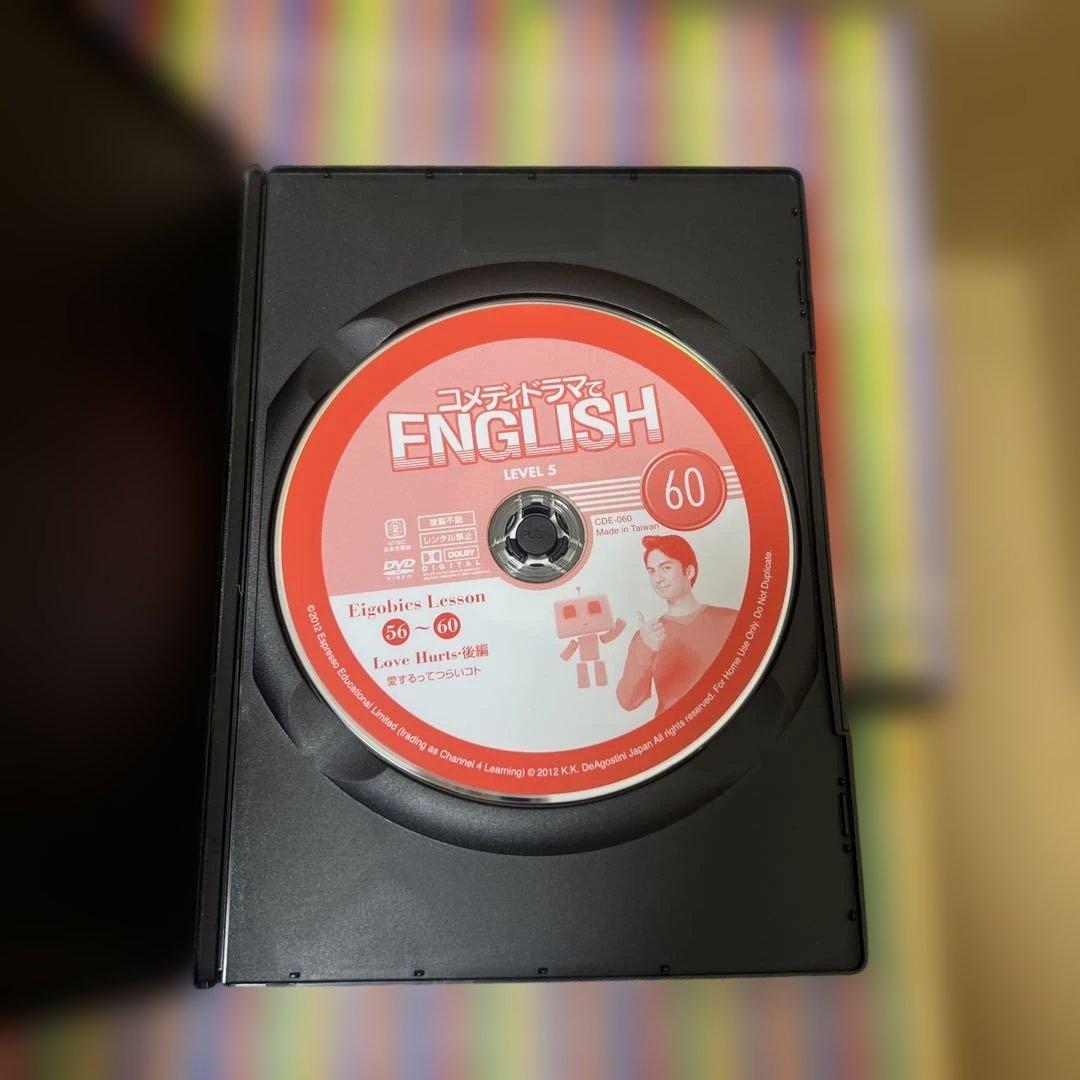 コメディドラマで
ENGLISH
LEVEL 5
60
CDE-060
Made in Taiwan
2
NTSC
日本市場向
複製不能
レンタル禁止
DVD
VIDEO
DOLBY
DIGITAL
PUSH
Eigobics Lesson
56～60
Love Hurts・後編
愛するってつらいコト
©2012 Espresso Educational Limited (trading as Channel 4 Learning) © 2012 K.K. DeAgostini Japan All rights reserved. For Home Use Only. Do Not Duplicate.